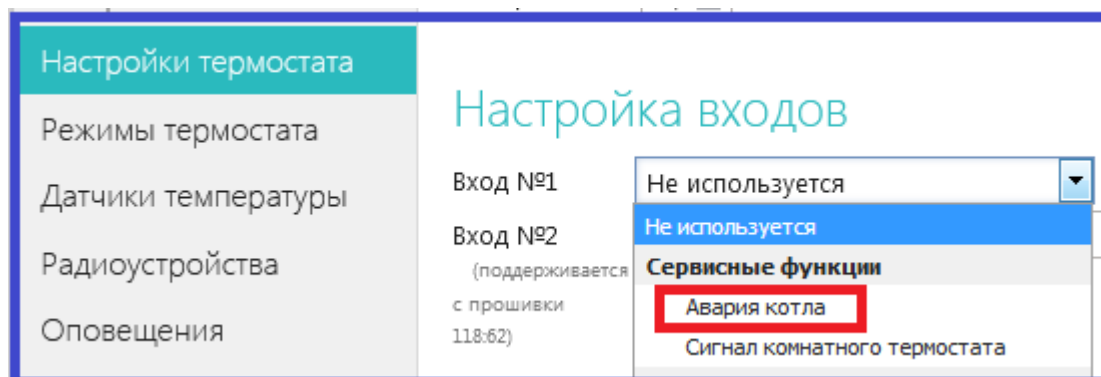 Настройки термостата
Режимы термостата
Датчики температуры
Радиоустройства
Оповещения
Настройка входов
Вход №1
Не используется
Вход №2
(поддерживается
с прошивки
118:62)
Не используется
Сервисные функции
Авария котла
Сигнал комнатного термостата